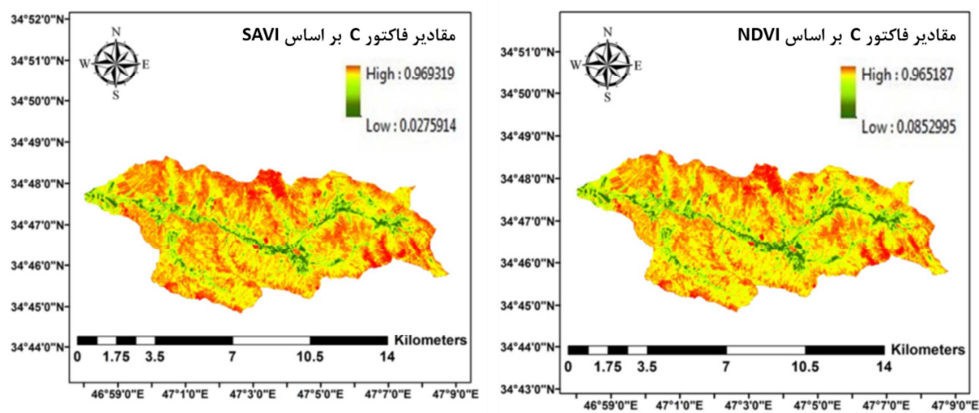 مقادیر فاکتور C بر اساس SAVI
34°52'0"N
34°51'0"N
34°50'0"N
34°49'0"N
34°48'0"N
34°47'0"N
34°46'0"N
34°45'0"N
34°44'0"N
N
W E
S
High : 0.969319
Low : 0.0275914
Kilometers
0 1.75 3.5 7 10.5 14
46°59'0"E 47°1'0"E 47°3'0"E 47°5'0"E 47°7'0"E 47°9'0"E
مقادیر فاکتور C بر اساس NDVI
34°51'0"N
34°50'0"N
34°49'0"N
34°48'0"N
34°47'0"N
34°46'0"N
34°45'0"N
34°44'0"N
34°43'0"N
N
W E
S
High : 0.965187
Low : 0.0852995
Kilometers
0 1.75 3.5 7 10.5 14
46°59'0"E 47°1'0"E 47°3'0"E 47°5'0"E 47°7'0"E 47°9'0"E